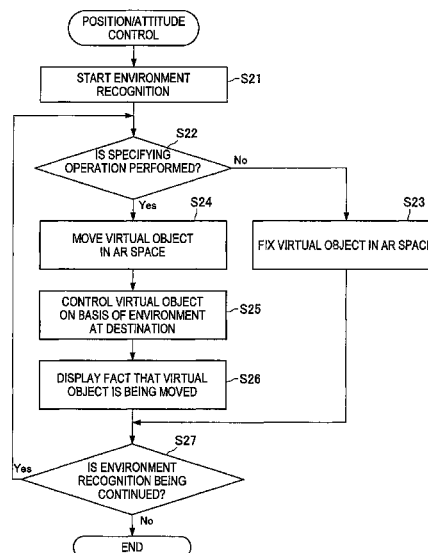 POSITION/ATTITUDE
CONTROL
START ENVIRONMENT
RECOGNITION
S21
S22
IS SPECIFYING
OPERATION PERFORMED?
No
Yes
S24
S23
MOVE VIRTUAL OBJECT
IN AR SPACE
FIX VIRTUAL OBJECT IN AR SPACE
CONTROL VIRTUAL OBJECT
ON BASIS OF ENVIRONMENT
AT DESTINATION
S25
DISPLAY FACT THAT VIRTUAL
OBJECT IS BEING MOVED
S26
S27
Yes
IS ENVIRONMENT
RECOGNITION BEING
CONTINUED?
No
END